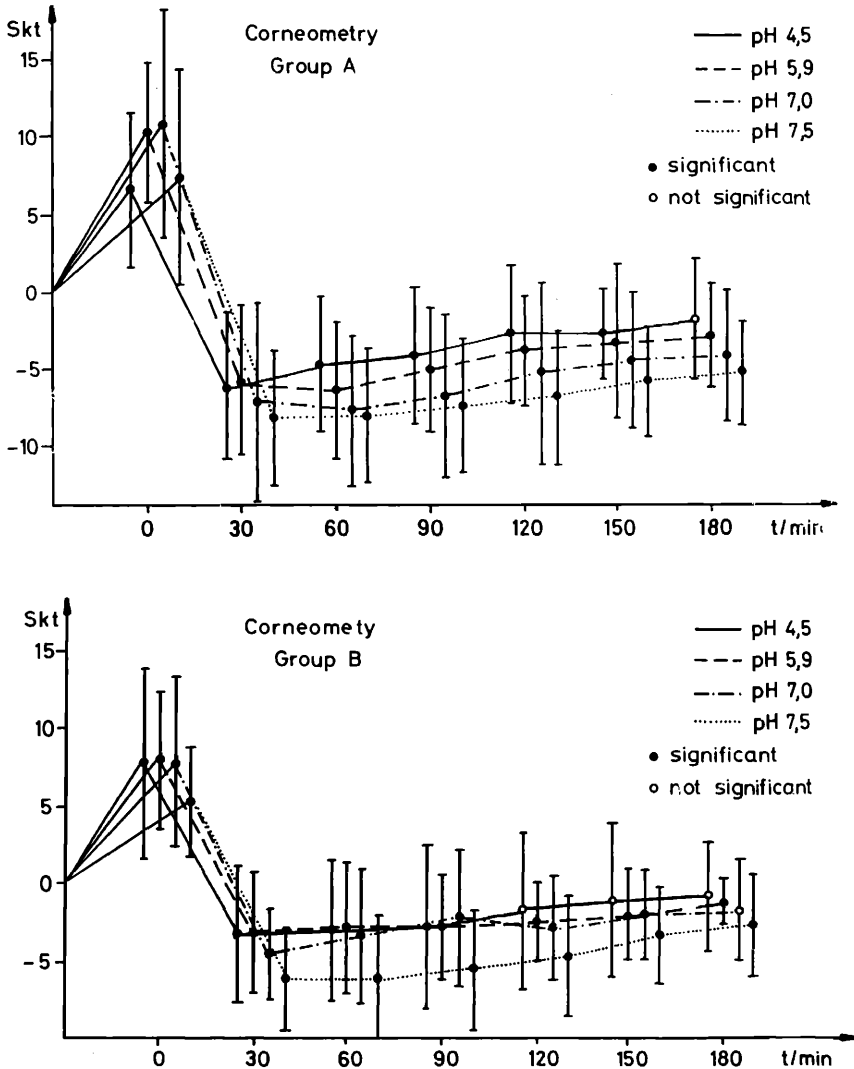 Skt
Corneometry
Group A
pH 4,5
pH 5,9
pH 7,0
pH 7,5
significant
not significant
15
10
5
0
-5
-10
0 30 60 90 120 150 180 t/min
Skt
Corneomety
Group B
pH 4,5
pH 5,9
pH 7,0
pH 7,5
significant
not significant
15
10
5
0
-5
0 30 60 90 120 150 180 t/min